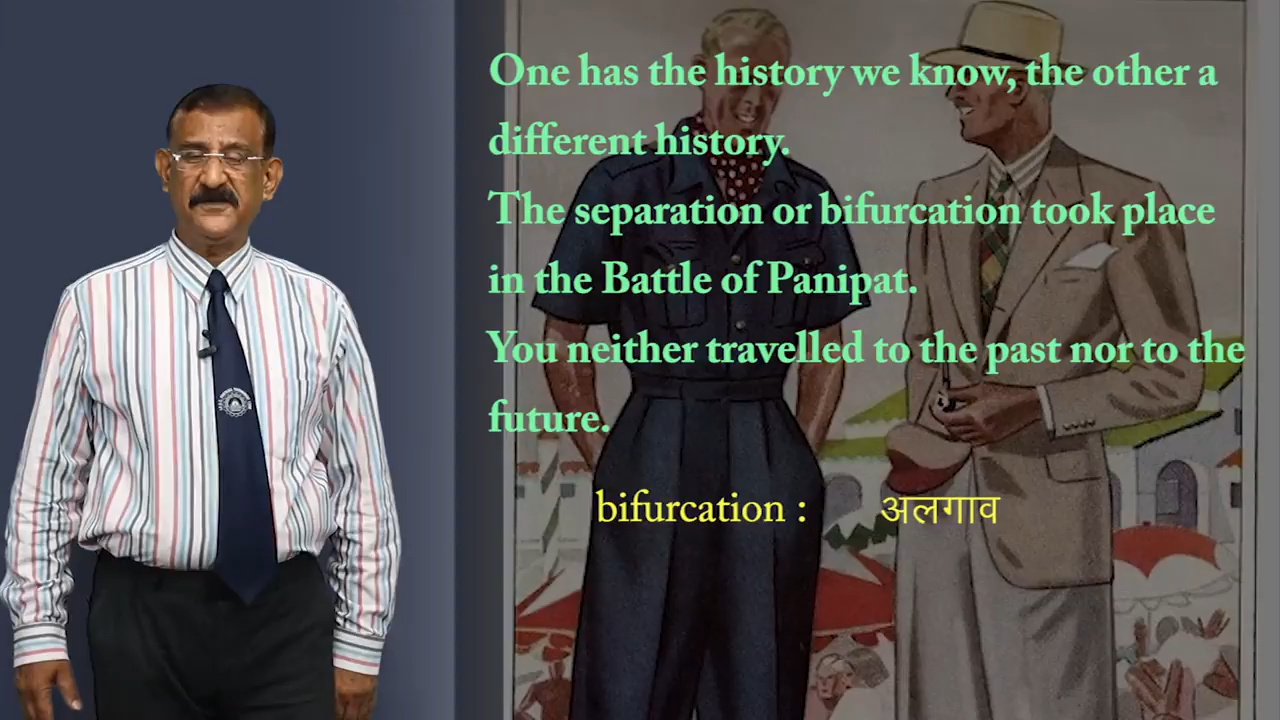 One has the history we know, the other a
different history.
The separation or bifurcation took place
in the Battle of Panipat.
You neither travelled to the past nor to the
future.
bifurcation : अलगाव